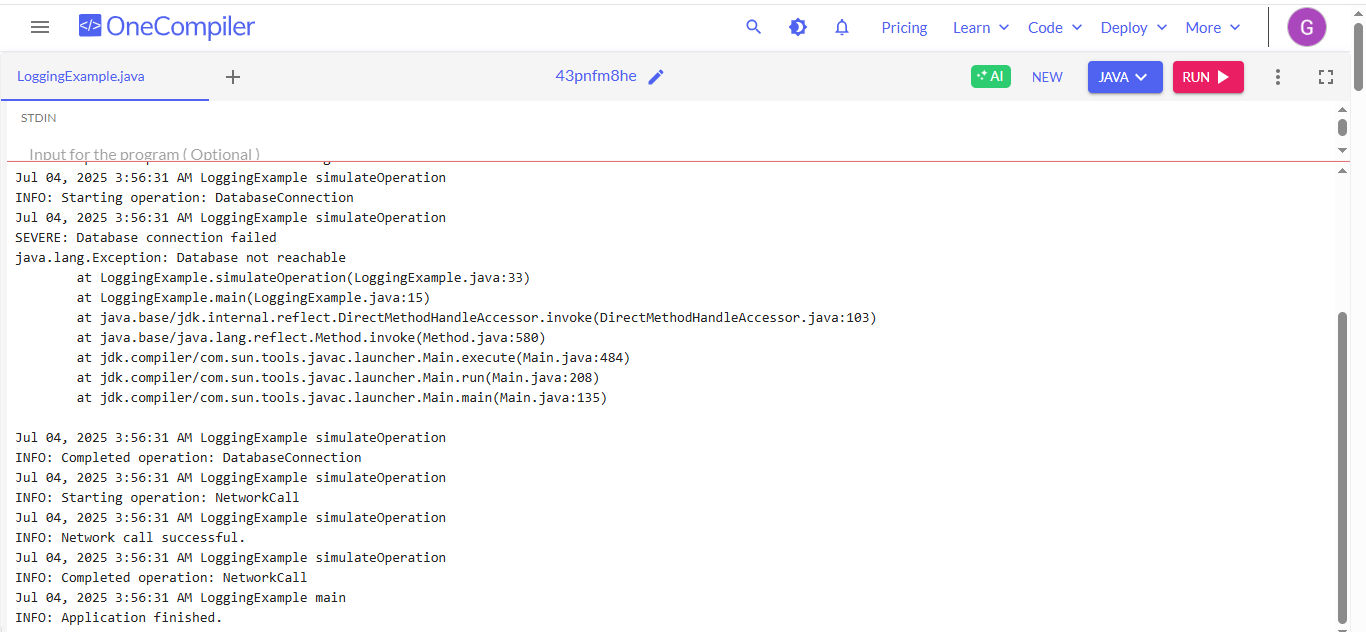 </> OneCompiler Pricing Learn Code Deploy More G
LoggingExample.java + 43pnfm8he AI NEW JAVA RUN
STDIN
Input for the program ( Optional )
Jul 04, 2025 3:56:31 AM LoggingExample simulateOperation
INFO: Starting operation: DatabaseConnection
Jul 04, 2025 3:56:31 AM LoggingExample simulateOperation
SEVERE: Database connection failed
java.lang.Exception: Database not reachable
        at LoggingExample.simulateOperation(LoggingExample.java:33)
        at LoggingExample.main(LoggingExample.java:15)
        at java.base/jdk.internal.reflect.DirectMethodHandleAccessor.invoke(DirectMethodHandleAccessor.java:103)
        at java.base/java.lang.reflect.Method.invoke(Method.java:580)
        at jdk.compiler/com.sun.tools.javac.launcher.Main.execute(Main.java:484)
        at jdk.compiler/com.sun.tools.javac.launcher.Main.run(Main.java:208)
        at jdk.compiler/com.sun.tools.javac.launcher.Main.main(Main.java:135)
Jul 04, 2025 3:56:31 AM LoggingExample simulateOperation
INFO: Completed operation: DatabaseConnection
Jul 04, 2025 3:56:31 AM LoggingExample simulateOperation
INFO: Starting operation: NetworkCall
Jul 04, 2025 3:56:31 AM LoggingExample simulateOperation
INFO: Network call successful.
Jul 04, 2025 3:56:31 AM LoggingExample simulateOperation
INFO: Completed operation: NetworkCall
Jul 04, 2025 3:56:31 AM LoggingExample main
INFO: Application finished.